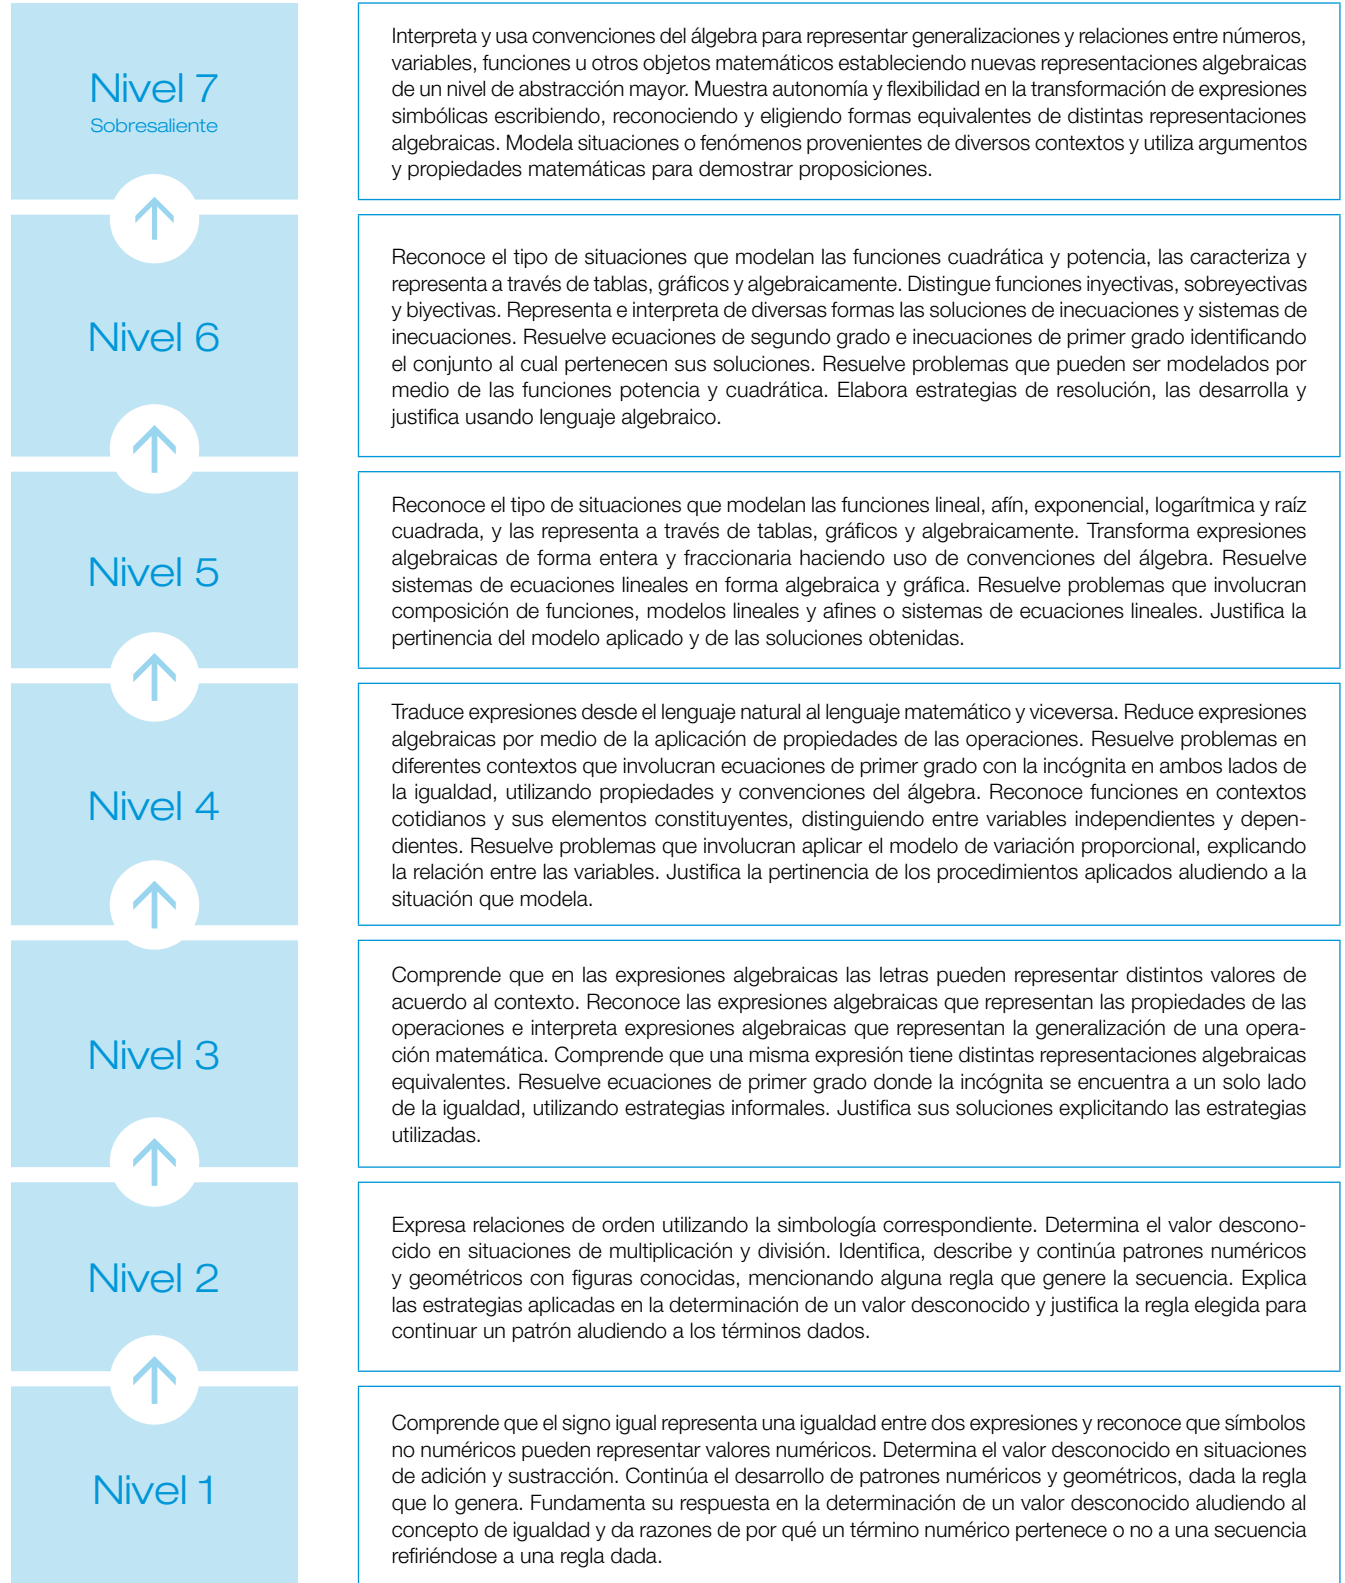 Nivel 7
Sobresaliente
Interpreta y usa convenciones del álgebra para representar generalizaciones y relaciones entre números,
variables, funciones u otros objetos matemáticos estableciendo nuevas representaciones algebraicas
de un nivel de abstracción mayor. Muestra autonomía y flexibilidad en la transformación de expresiones
simbólicas escribiendo, reconociendo y eligiendo formas equivalentes de distintas representaciones
algebraicas. Modela situaciones o fenómenos provenientes de diversos contextos y utiliza argumentos
y propiedades matemáticas para demostrar proposiciones.
Nivel 6
Reconoce el tipo de situaciones que modelan las funciones cuadrática y potencia, las caracteriza y
representa a través de tablas, gráficos y algebraicamente. Distingue funciones inyectivas, sobreyectivas
y biyectivas. Representa e interpreta de diversas formas las soluciones de inecuaciones y sistemas de
inecuaciones. Resuelve ecuaciones de segundo grado e inecuaciones de primer grado identificando
el conjunto al cual pertenecen sus soluciones. Resuelve problemas que pueden ser modelados por
medio de las funciones potencia y cuadrática. Elabora estrategias de resolución, las desarrolla y
justifica usando lenguaje algebraico.
Nivel 5
Reconoce el tipo de situaciones que modelan las funciones lineal, afín, exponencial, logarítmica y raíz
cuadrada, y las representa a través de tablas, gráficos y algebraicamente. Transforma expresiones
algebraicas de forma entera y fraccionaria haciendo uso de convenciones del álgebra. Resuelve
sistemas de ecuaciones lineales en forma algebraica y gráfica. Resuelve problemas que involucran
composición de funciones, modelos lineales y afines o sistemas de ecuaciones lineales. Justifica la
pertinencia del modelo aplicado y de las soluciones obtenidas.
Nivel 4
Traduce expresiones desde el lenguaje natural al lenguaje matemático y viceversa. Reduce expresiones
algebraicas por medio de la aplicación de propiedades de las operaciones. Resuelve problemas en
diferentes contextos que involucran ecuaciones de primer grado con la incógnita en ambos lados de
la igualdad, utilizando propiedades y convenciones del álgebra. Reconoce funciones en contextos
cotidianos y sus elementos constituyentes, distinguiendo entre variables independientes y depen-
dientes. Resuelve problemas que involucran aplicar el modelo de variación proporcional, explicando
la relación entre las variables. Justifica la pertinencia de los procedimientos aplicados aludiendo a la
situación que modela.
Nivel 3
Comprende que en las expresiones algebraicas las letras pueden representar distintos valores de
acuerdo al contexto. Reconoce las expresiones algebraicas que representan las propiedades de las
operaciones e interpreta expresiones algebraicas que representan la generalización de una opera-
ción matemática. Comprende que una misma expresión tiene distintas representaciones algebraicas
equivalentes. Resuelve ecuaciones de primer grado donde la incógnita se encuentra a un solo lado
de la igualdad, utilizando estrategias informales. Justifica sus soluciones explicitando las estrategias
utilizadas.
Nivel 2
Expresa relaciones de orden utilizando la simbología correspondiente. Determina el valor descono-
cido en situaciones de multiplicación y división. Identifica, describe y continúa patrones numéricos
y geométricos con figuras conocidas, mencionando alguna regla que genere la secuencia. Explica
las estrategias aplicadas en la determinación de un valor desconocido y justifica la regla elegida para
continuar un patrón aludiendo a los términos dados.
Nivel 1
Comprende que el signo igual representa una igualdad entre dos expresiones y reconoce que símbolos
no numéricos pueden representar valores numéricos. Determina el valor desconocido en situaciones
de adición y sustracción. Continúa el desarrollo de patrones numéricos y geométricos, dada la regla
que lo genera. Fundamenta su respuesta en la determinación de un valor desconocido aludiendo al
concepto de igualdad y da razones de por qué un término numérico pertenece o no a una secuencia
refiriéndose a una regla dada.